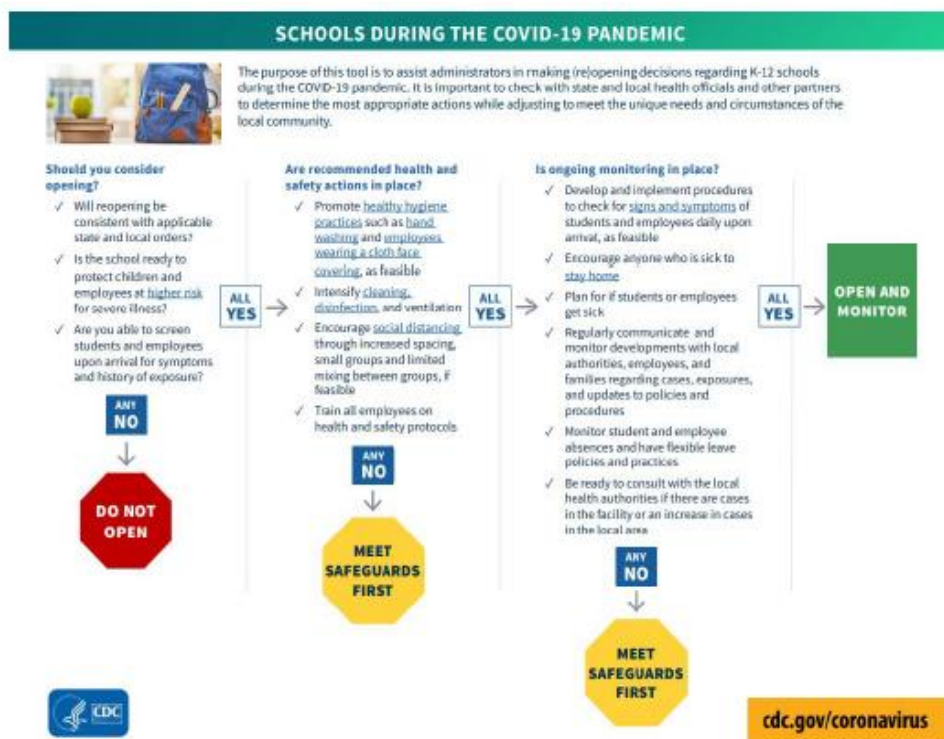 SCHOOLS DURING THE COVID-19 PANDEMIC
The purpose of this tool is to assist administrators in making (re)opening decisions regarding K-12 schools
during the COVID-19 pandemic. It is important to check with state and local health officials and other partners
to determine the most appropriate actions while adjusting to meet the unique needs and circumstances of the
local community.
Should you consider
opening?
✓ Will reopening be
consistent with applicable
state and local orders?
✓ Is the school ready to
protect children and
employees at higher risk
for severe illness?
✓ Are you able to screen
students and employees
upon arrival for symptoms
and history of exposure?
ANY
NO
DO NOT
OPEN
ALL
YES
Are recommended health and
safety actions in place?
✓ Promote healthy hygiene
practices such as hand
washing and employees
wearing a cloth face
covering, as feasible
✓ Intensify cleaning,
disinfection, and ventilation
✓ Encourage social distancing
through increased spacing,
small groups and limited
mixing between groups, if
feasible
✓ Train all employees on
health and safety protocols
ANY
NO
MEET
SAFEGUARDS
FIRST
ALL
YES
Is ongoing monitoring in place?
✓ Develop and implement procedures
to check for signs and symptoms of
students and employees daily upon
arrival, as feasible
✓ Encourage anyone who is sick to
stay home
✓ Plan for if students or employees
get sick
✓ Regularly communicate and
monitor developments with local
authorities, employees, and
families regarding cases, exposures,
and updates to policies and
procedures
✓ Monitor student and employee
absences and have flexible leave
policies and practices
✓ Be ready to consult with the local
health authorities if there are cases
in the facility or an increase in cases
in the local area
ANY
NO
MEET
SAFEGUARDS
FIRST
ALL
YES
OPEN AND
MONITOR
CDC
cdc.gov/coronavirus